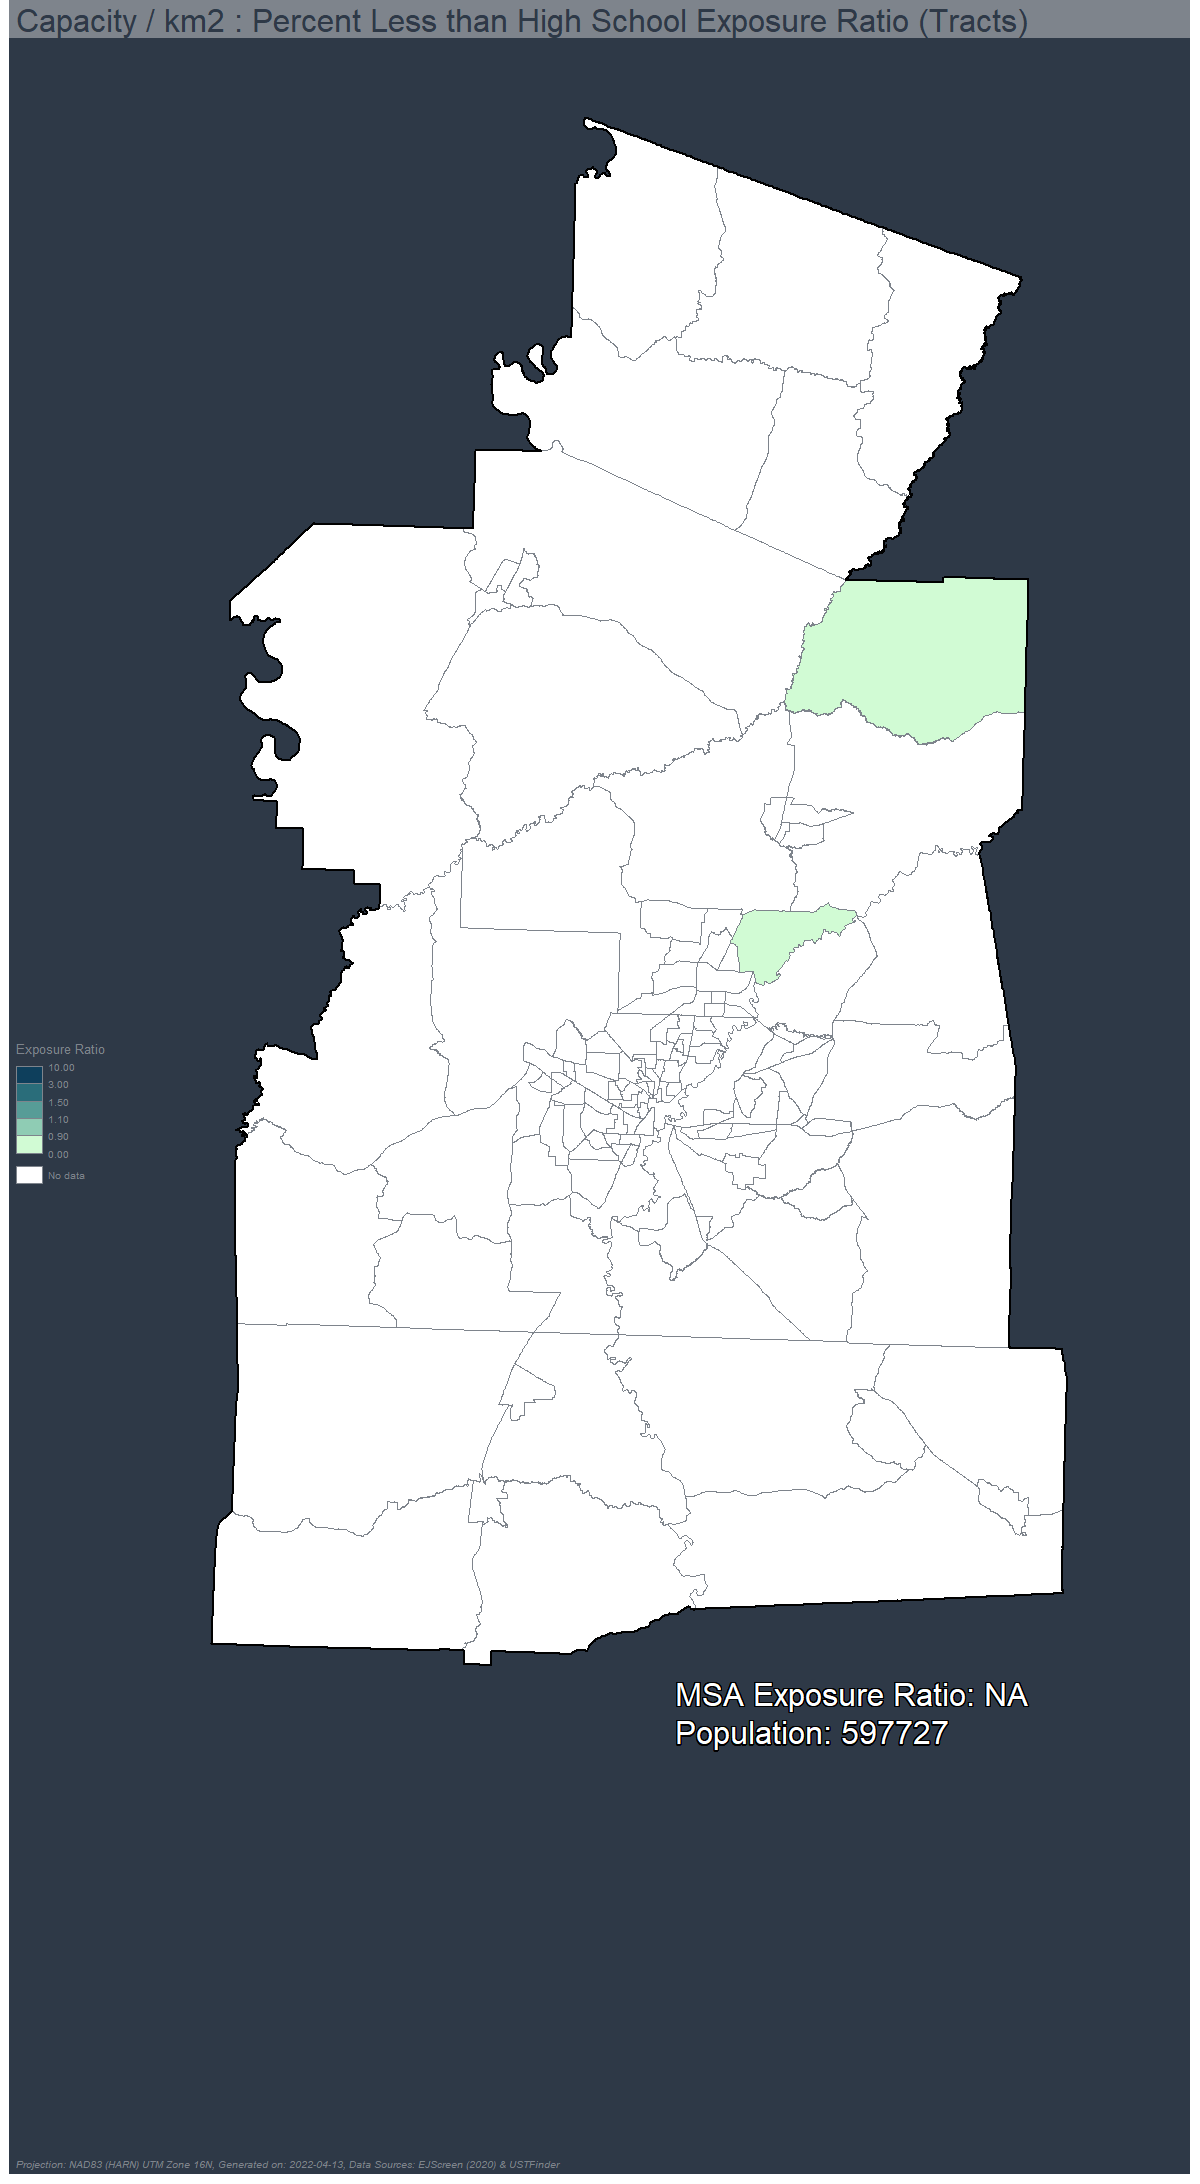 Capacity / km2 : Percent Less than High School Exposure Ratio (Tracts)
Exposure Ratio
10.00
3.00
1.50
1.10
0.90
0.00
No data
MSA Exposure Ratio: NA
Population: 597727
Projection: NAD83 (HARN) UTM Zone 16N, Generated on: 2022-04-13, Data Sources: EJScreen (2020) & USTFinder